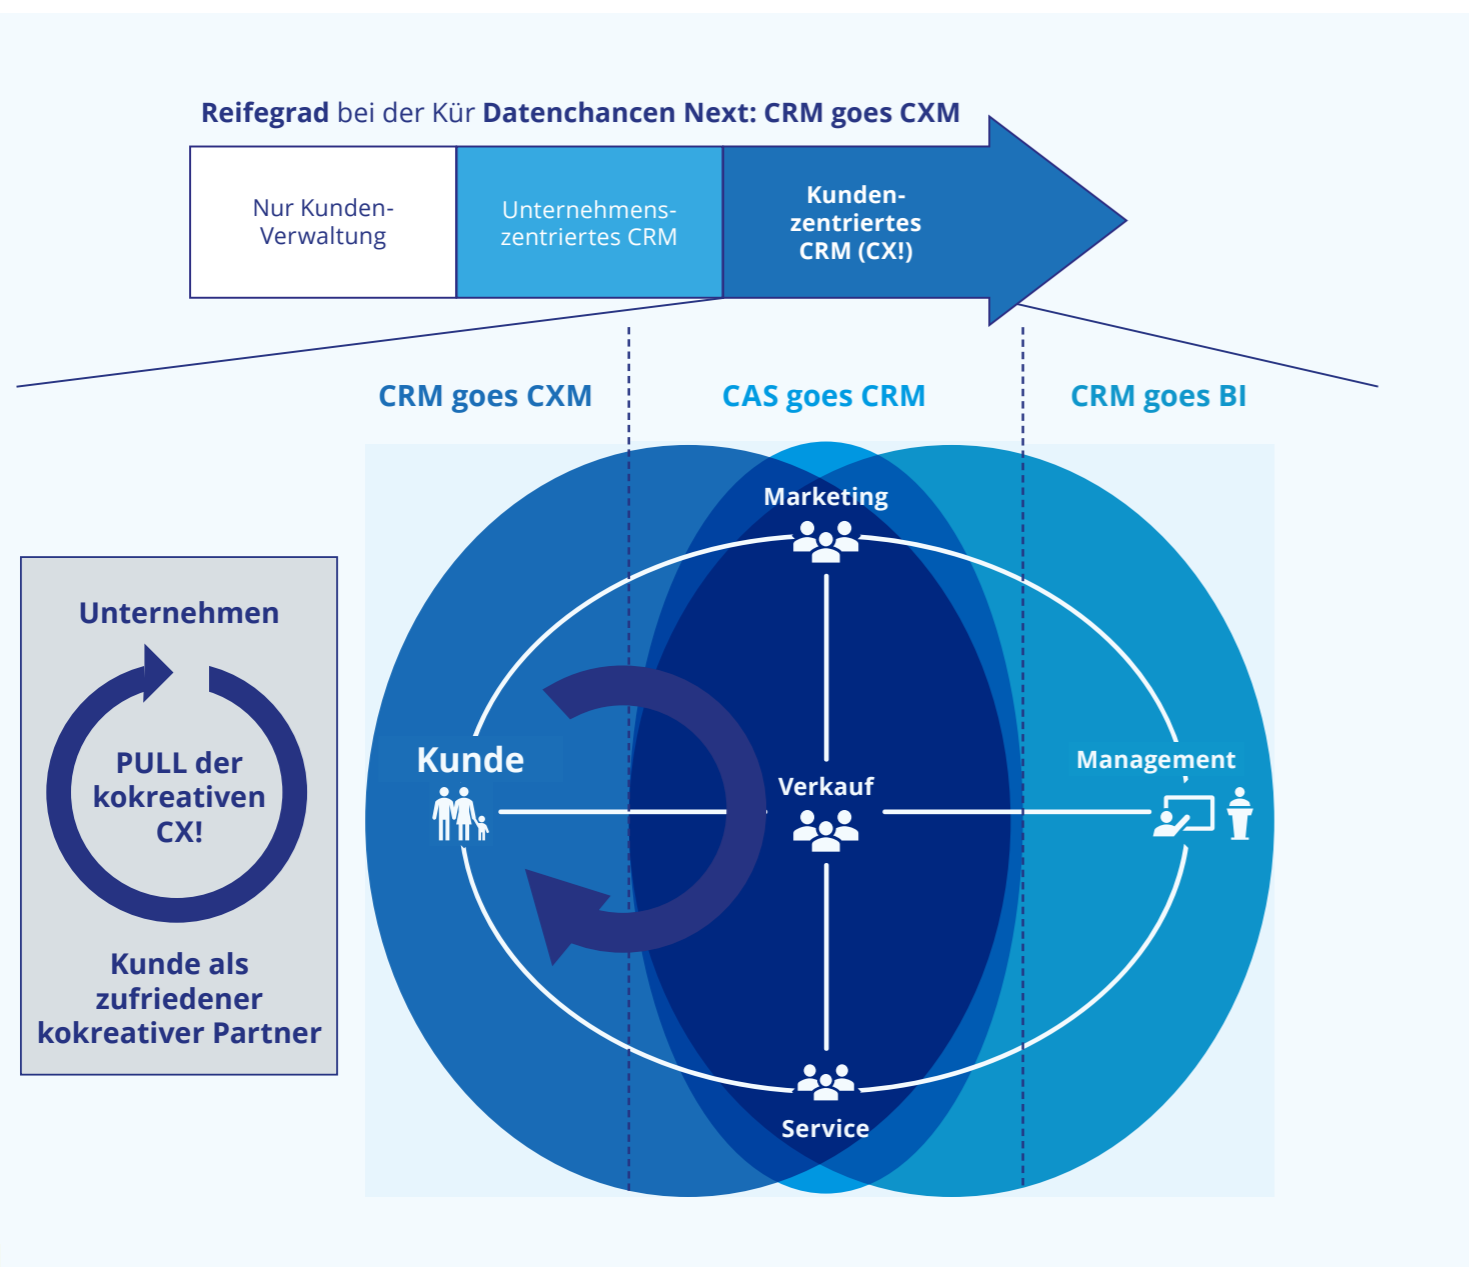 Reifegrad bei der Kür Datenchancen Next: CRM goes CXM
Nur Kunden-
Verwaltung
Unternehmens-
zentriertes CRM
Kunden-
zentriertes
CRM (CX!)
CRM goes CXM
CAS goes CRM
CRM goes BI
Unternehmen
PULL der
kokreativen
CX!
Kunde als
zufriedener
kokreativer Partner
Marketing
Kunde
Verkauf
Management
Service